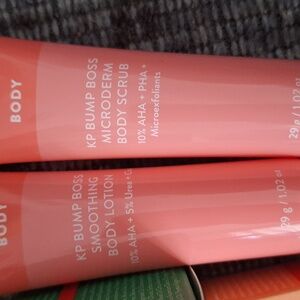 BODY
KP BUMP BOSS
MICRODERM
BODY SCRUB
10% AHA + PHA +
Microexfoliants
29 g / 1.02 oz
BODY
KP BUMP BOSS
SMOOTHING
BODY LOTION
10% AHA + 5% Urea +
29 g / 1.02 oz